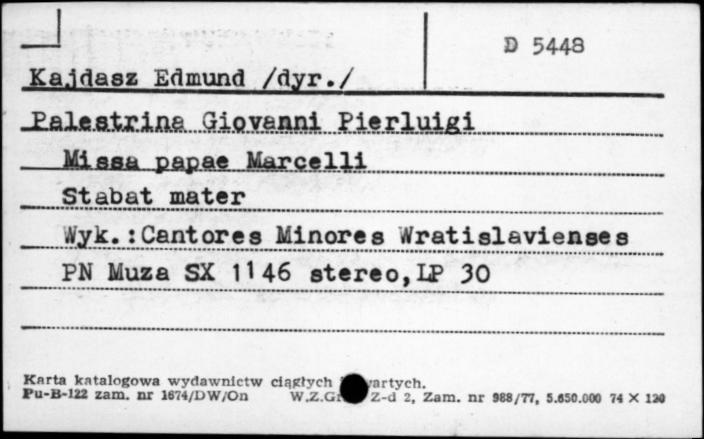 D 5448
Kajdasz Edmund /dyr./
Palestrina Giovanni Pierluigi
Missa papae Marcelli
Stabat mater
Wyk.:Cantores Minores Wratislavienses
PN Muza SX 1146 stereo,LP 30
Karta katalogowa wydawnictw ciągłych
Pu-B-122 zam. nr 1674/DW/On W.Z.Gr Z-d 2, Zam. nr 988/77, 5.650.000 74 X 120